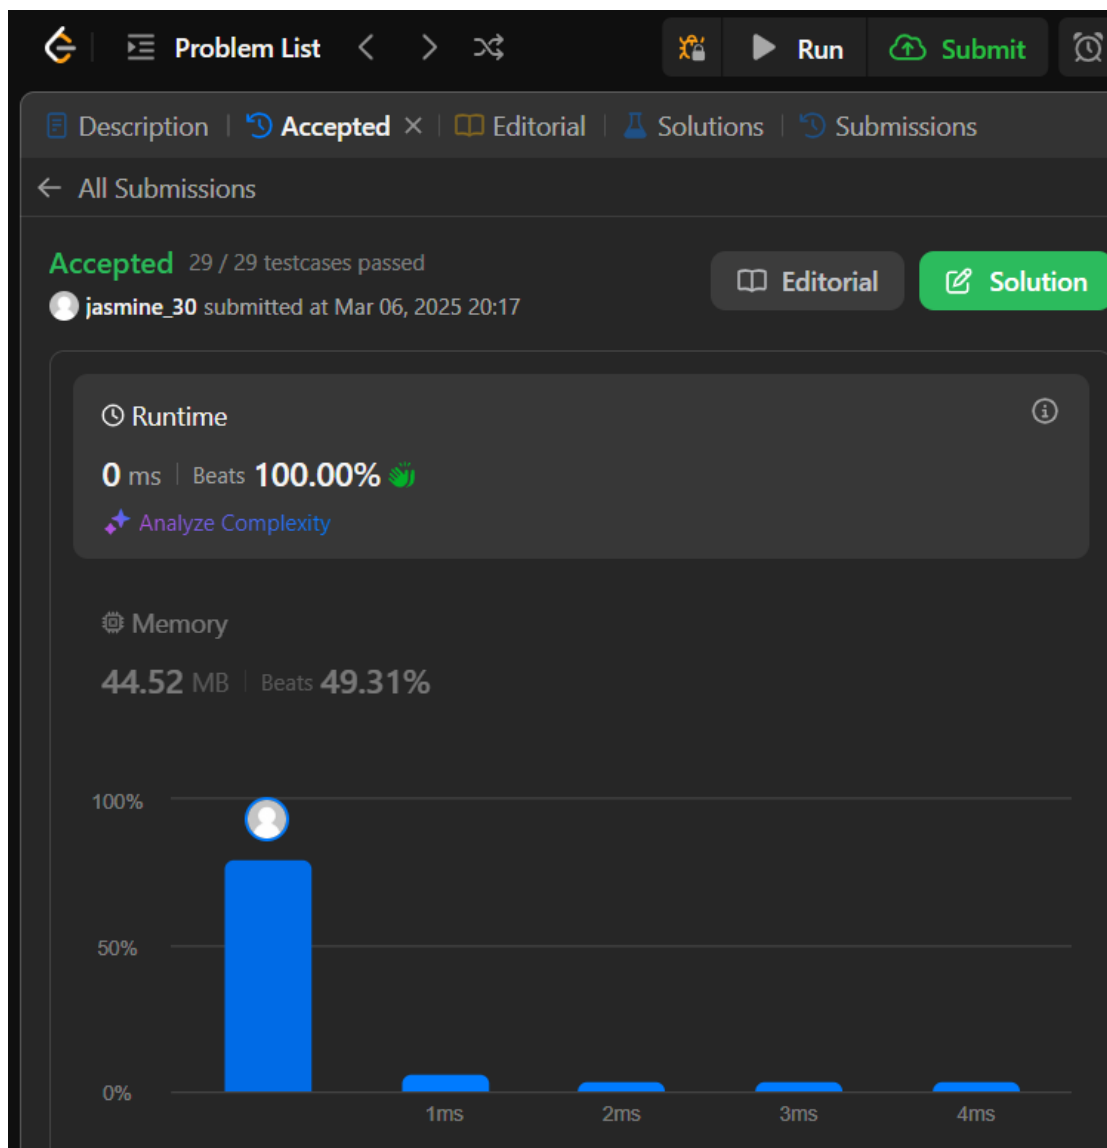 Problem List
Run
Submit
Description
Accepted
Editorial
Solutions
Submissions
All Submissions
Accepted 29 / 29 testcases passed
jasmine_30 submitted at Mar 06, 2025 20:17
Editorial
Solution
Runtime
0 ms Beats 100.00%
Analyze Complexity
Memory
44.52 MB Beats 49.31%
100%
50%
0%
1ms 2ms 3ms 4ms